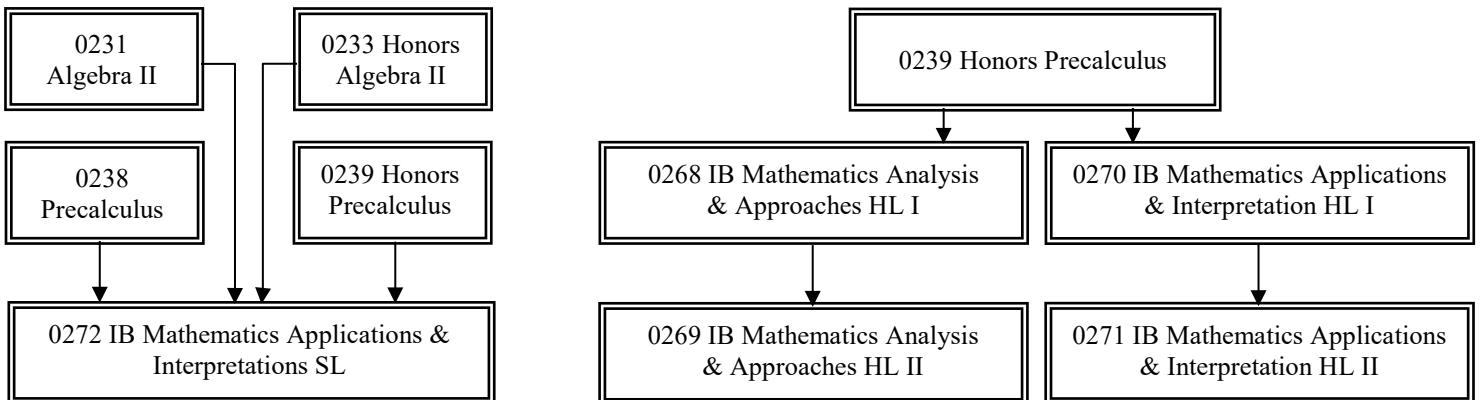 0231
Algebra II
0233 Honors
Algebra II
0238
Precalculus
0239 Honors
Precalculus
0272 IB Mathematics Applications &
Interpretations SL
0239 Honors Precalculus
0268 IB Mathematics Analysis
& Approaches HL I
0270 IB Mathematics Applications
& Interpretation HL I
0269 IB Mathematics Analysis
& Approaches HL II
0271 IB Mathematics Applications
& Interpretation HL II